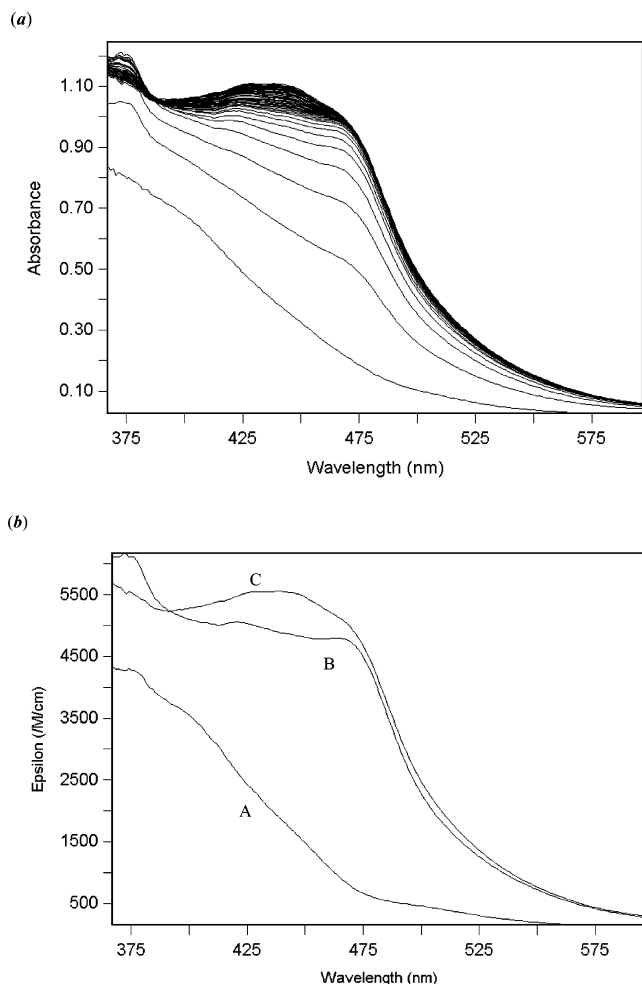 (a)
1.10
0.90
0.70
0.50
0.30
0.10
Absorbance
375 425 475 525 575
Wavelength (nm)
(b)
5500
4500
3500
2500
1500
500
Epsilon (/M/cm)
C
B
A
375 425 475 525 575
Wavelength (nm)